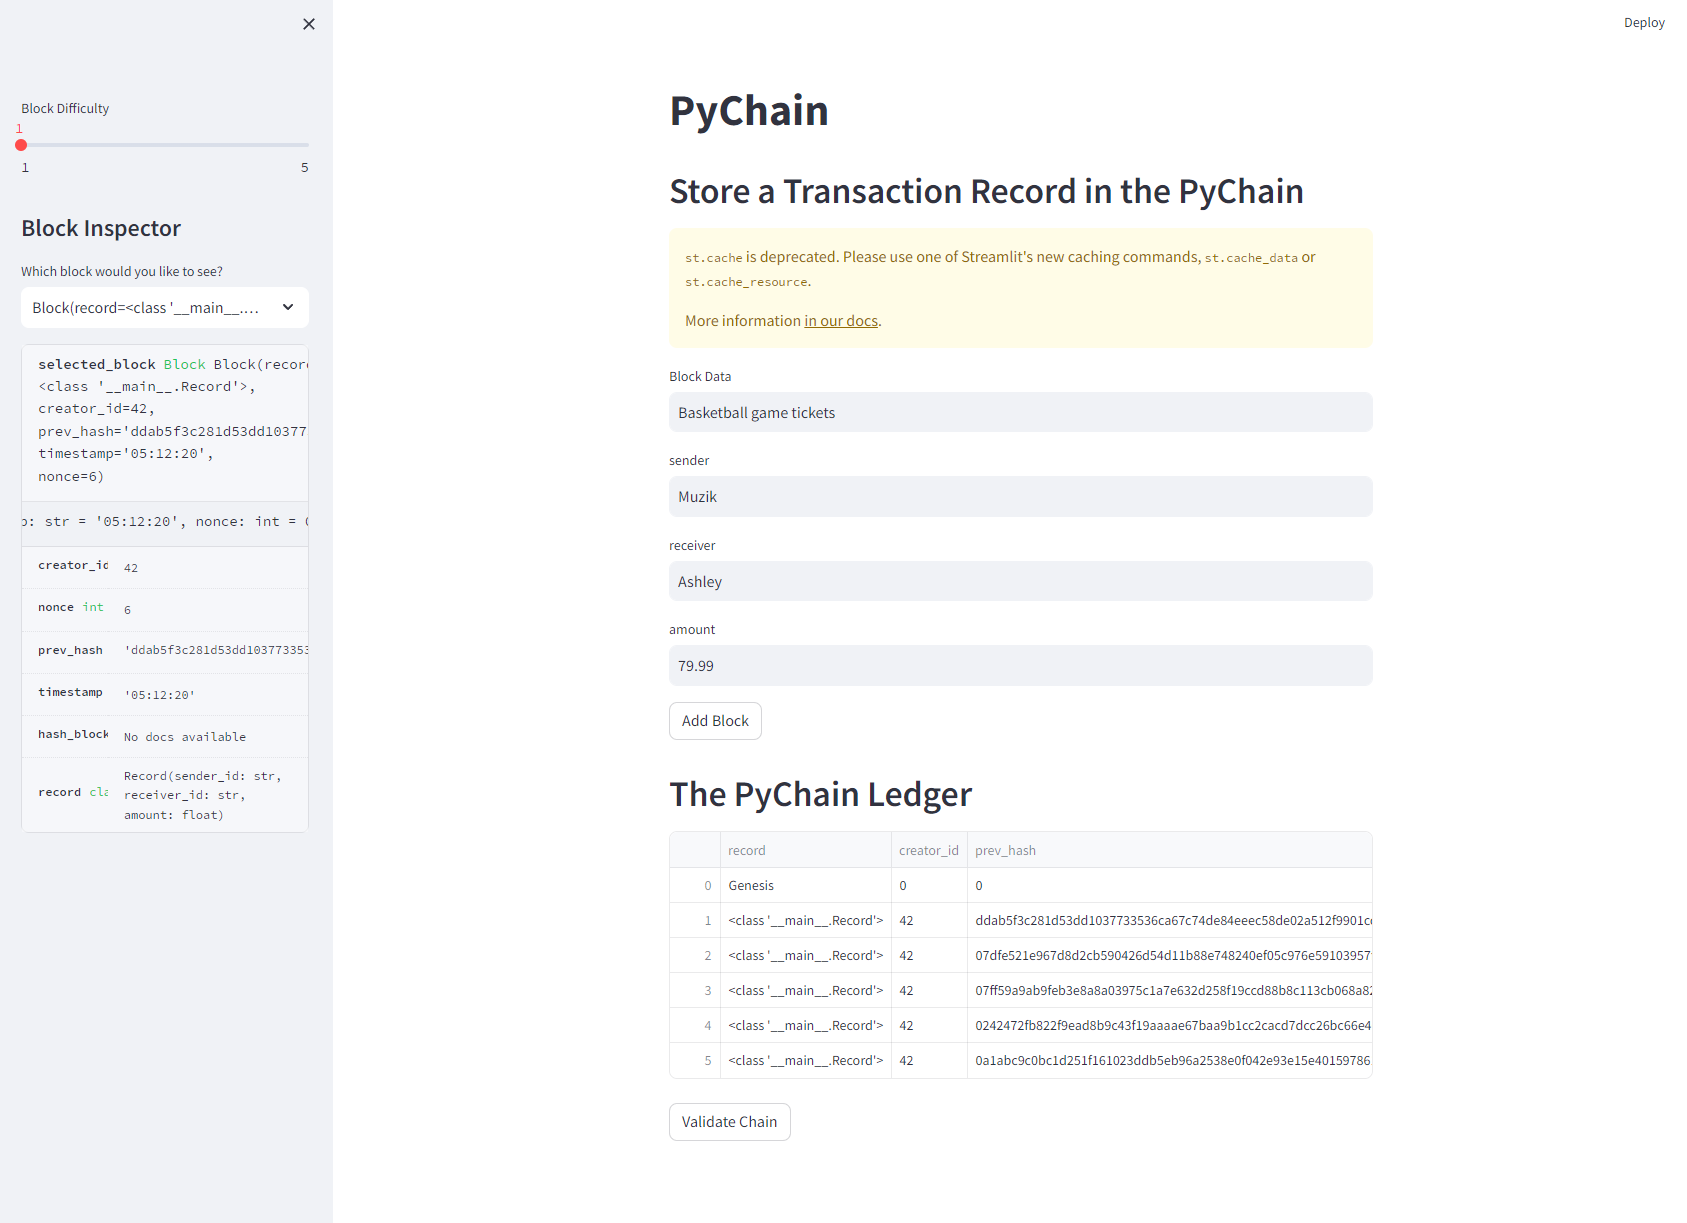 Deploy
Block Difficulty
1
1 5
Block Inspector
Which block would you like to see?
Block(record=<class '__main__....
selected_block Block Block(recor
<class '__main__.Record'>,
creator_id=42,
prev_hash='ddab5f3c281d53dd10377
timestamp='05:12:20',
nonce=6)
: str = '05:12:20', nonce: int =
creator_id 42
nonce int 6
prev_hash 'ddab5f3c281d53dd103773353
timestamp '05:12:20'
hash_block No docs available
record cla Record(sender_id: str,
receiver_id: str,
amount: float)
PyChain
Store a Transaction Record in the PyChain
st.cache is deprecated. Please use one of Streamlit's new caching commands, st.cache_data or
st.cache_resource.
More information in our docs.
Block Data
Basketball game tickets
sender
Muzik
receiver
Ashley
amount
79.99
Add Block
The PyChain Ledger
record creator_id prev_hash
0 Genesis 0 0
1 <class '__main__.Record'> 42 ddab5f3c281d53dd1037733536ca67c74de84eeec58de02a512f9901c
2 <class '__main__.Record'> 42 07dfe521e967d8d2cb590426d54d11b88e748240ef05c976e5910395
3 <class '__main__.Record'> 42 07ff59a9ab9feb3e8a8a03975c1a7e632d258f19ccd88b8c113cb068a8
4 <class '__main__.Record'> 42 0242472fb822f9ead8b9c43f19aaaae67baa9b1cc2cacd7dcc26bc66e4
5 <class '__main__.Record'> 42 0a1abc9c0bc1d251f161023ddb5eb96a2538e0f042e93e15e40159786
Validate Chain